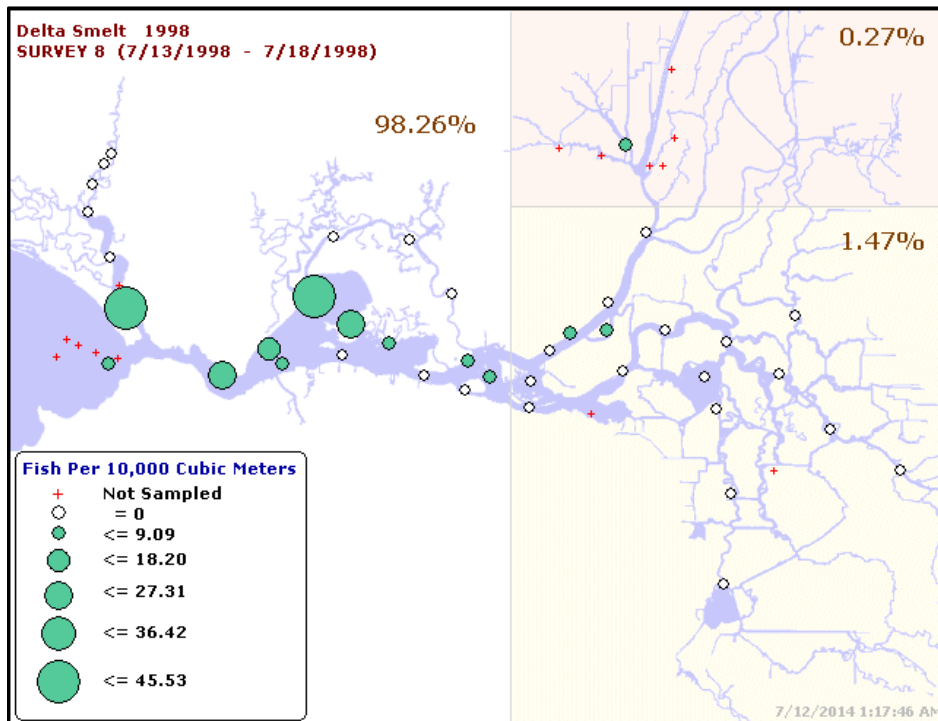 Delta Smelt 1998
SURVEY 8 (7/13/1998 - 7/18/1998)
0.27%
98.26%
1.47%
Fish Per 10,000 Cubic Meters
Not Sampled
= 0
<= 9.09
<= 18.20
<= 27.31
<= 36.42
<= 45.53
7/12/2014 1:17:46 AM